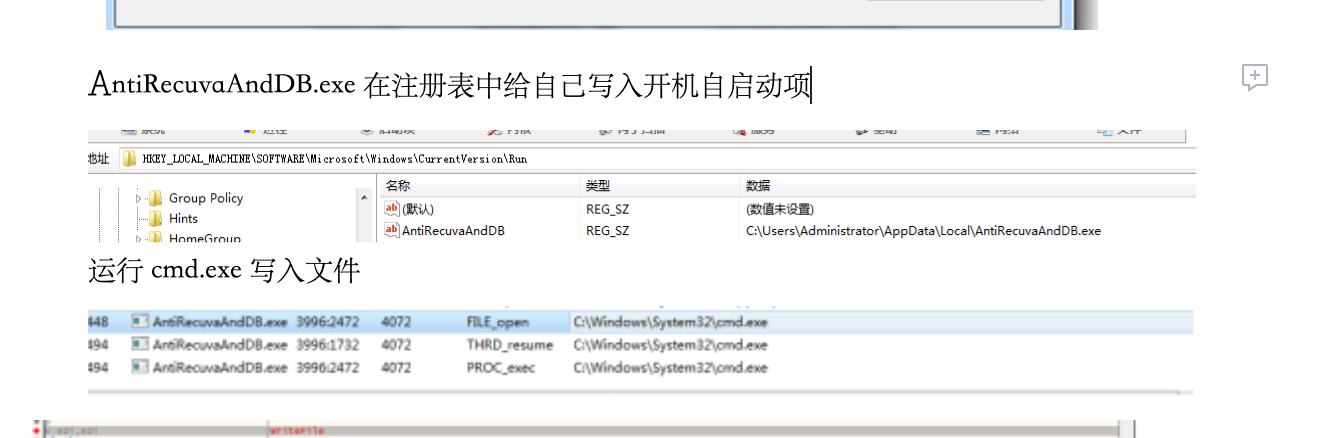 AntiRecuvaAndDB.exe 在注册表中给自己写入开机自启动项
地址 HKEY_LOCAL_MACHINE\SOFTWARE\Microsoft\Windows\CurrentVersion\Run
名称 类型 数据
Group Policy
ab (默认) REG_SZ (数值未设置)
Hints
ab AntiRecuvaAndDB REG_SZ C:\Users\Administrator\AppData\Local\AntiRecuvaAndDB.exe
HomeGroup
运行 cmd.exe 写入文件
448 AntiRecuvaAndDB.exe 3996:2472 4072 FILE_open C:\Windows\System32\cmd.exe
494 AntiRecuvaAndDB.exe 3996:1732 4072 THRD_resume C:\Windows\System32\cmd.exe
494 AntiRecuvaAndDB.exe 3996:2472 4072 PROC_exec C:\Windows\System32\cmd.exe
edi,edi WriteFile